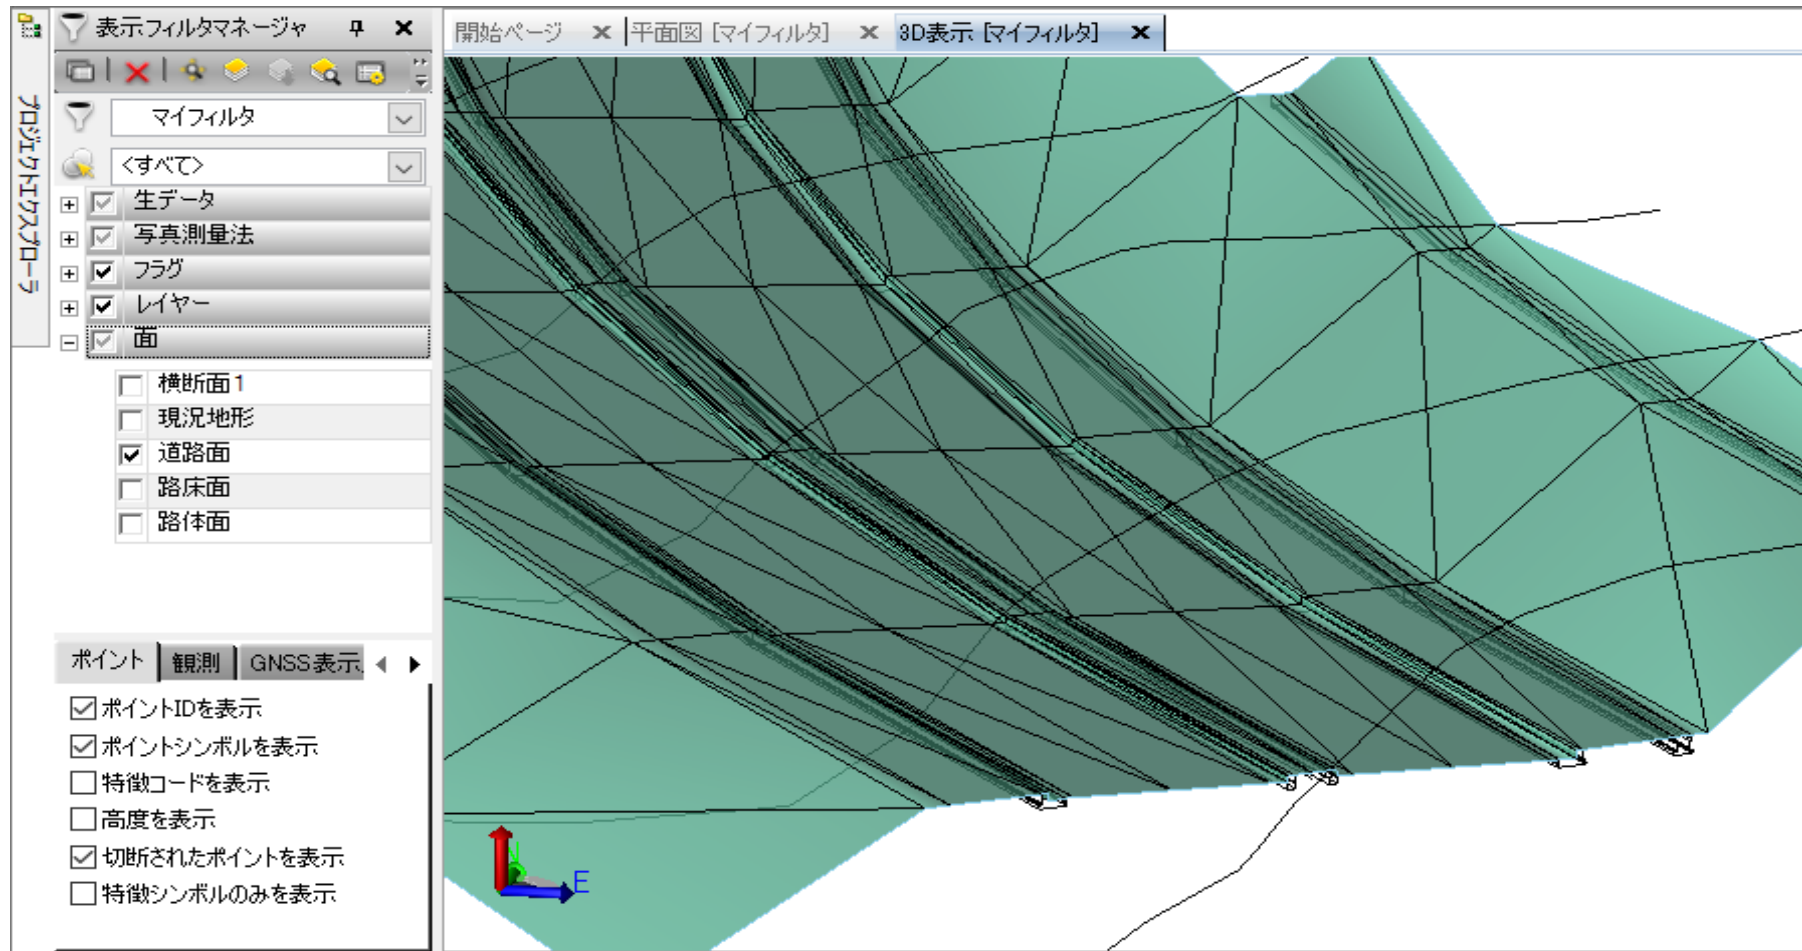 プロジェクトエクスプローラ
表示フィルタマネージャ
マイフィルタ
<すべて>
生データ
写真測量法
フラグ
レイヤー
面
横断面1
現況地形
道路面
路床面
路体面
ポイント 観測 GNSS表示
ポイントIDを表示
ポイントシンボルを表示
特徴コードを表示
高度を表示
切断されたポイントを表示
特徴シンボルのみを表示
開始ページ 平面図 [マイフィルタ] 3D表示 [マイフィルタ]
N
E